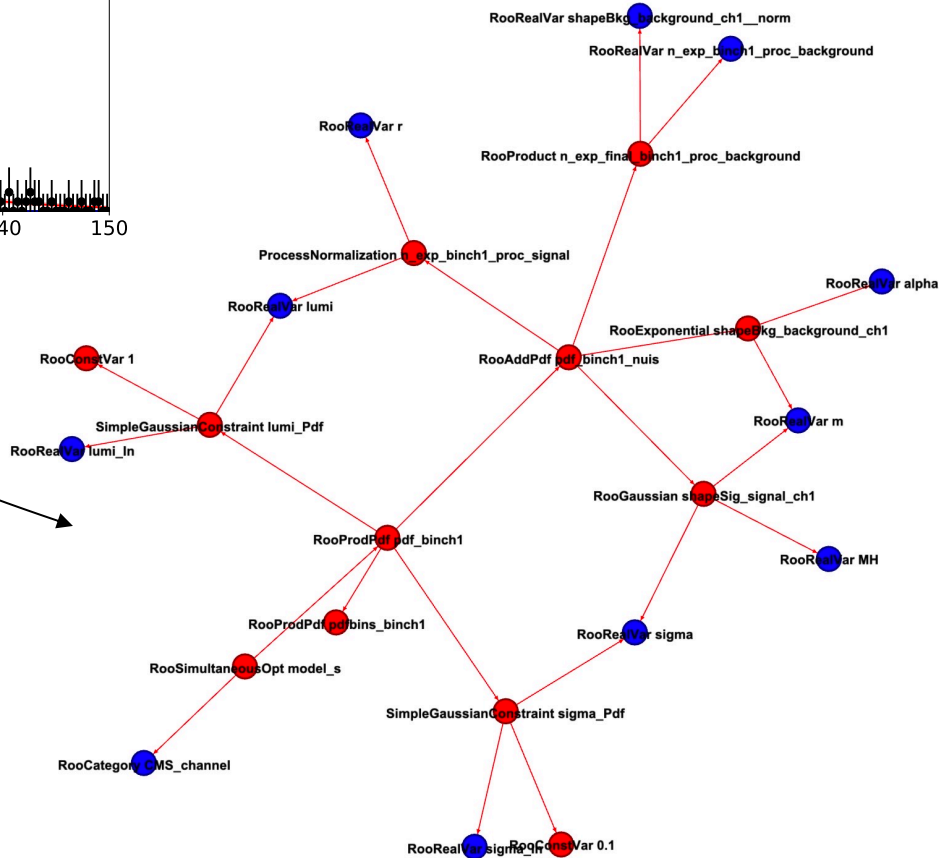 RooRealVar shapeBkg_background_ch1__norm
RooRealVar n_exp_binch1_proc_background
RooRealVar r
RooProduct n_exp_final_binch1_proc_background
40 150
ProcessNormalization n_exp_binch1_proc_signal
RooRealVar alpha
RooRealVar lumi
RooExponential shapeBkg_background_ch1
RooConstVar 1
RooAddPdf pdf_binch1_nuis
RooRealVar m
SimpleGaussianConstraint lumi_Pdf
RooRealVar lumi_In
RooGaussian shapeSig_signal_ch1
RooProdPdf pdf_binch1
RooRealVar MH
RooProdPdf pdfbins_binch1
RooRealVar sigma
RooSimultaneousOpt model_s
SimpleGaussianConstraint sigma_Pdf
RooCategory CMS_channel
RooRealVar sigma_In
RooConstVar 0.1